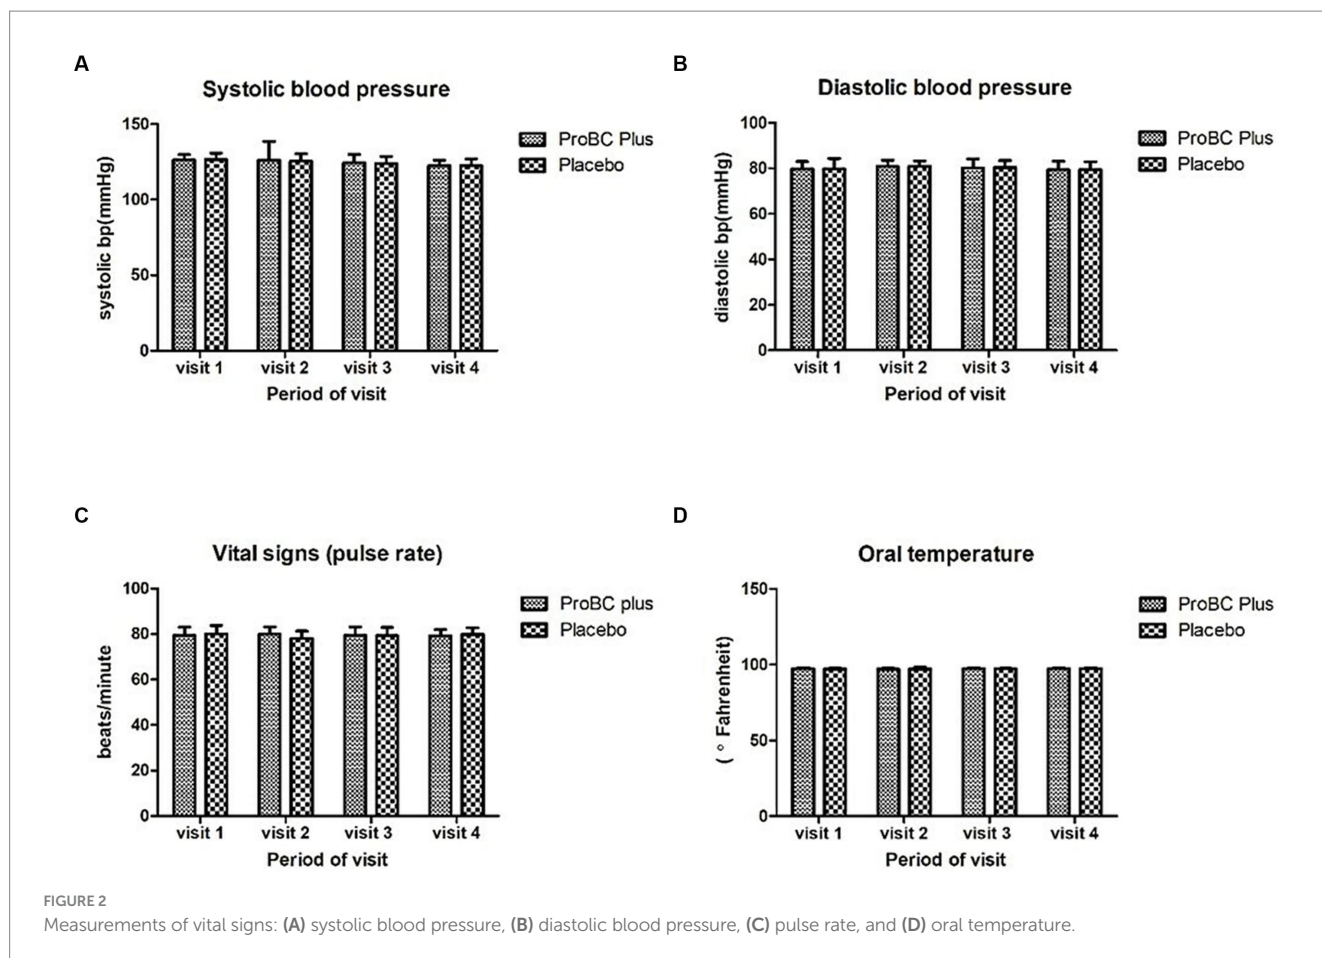 A
Systolic blood pressure
150
100
50
0
systolic bp(mmHg)
visit 1 visit 2 visit 3 visit 4
Period of visit
ProBC Plus
Placebo
B
Diastolic blood pressure
100
80
60
40
20
0
diastolic bp(mmHg)
visit 1 visit 2 visit 3 visit 4
Period of visit
ProBC Plus
Placebo
C
Vital signs (pulse rate)
100
80
60
40
20
0
beats/minute
visit 1 visit 2 visit 3 visit 4
Period of visit
ProBC plus
Placebo
D
Oral temperature
150
100
50
0
( ° Fahrenheit)
visit 1 visit 2 visit 3 visit 4
Period of visit
ProBC Plus
Placebo
FIGURE 2
Measurements of vital signs: (A) systolic blood pressure, (B) diastolic blood pressure, (C) pulse rate, and (D) oral temperature.